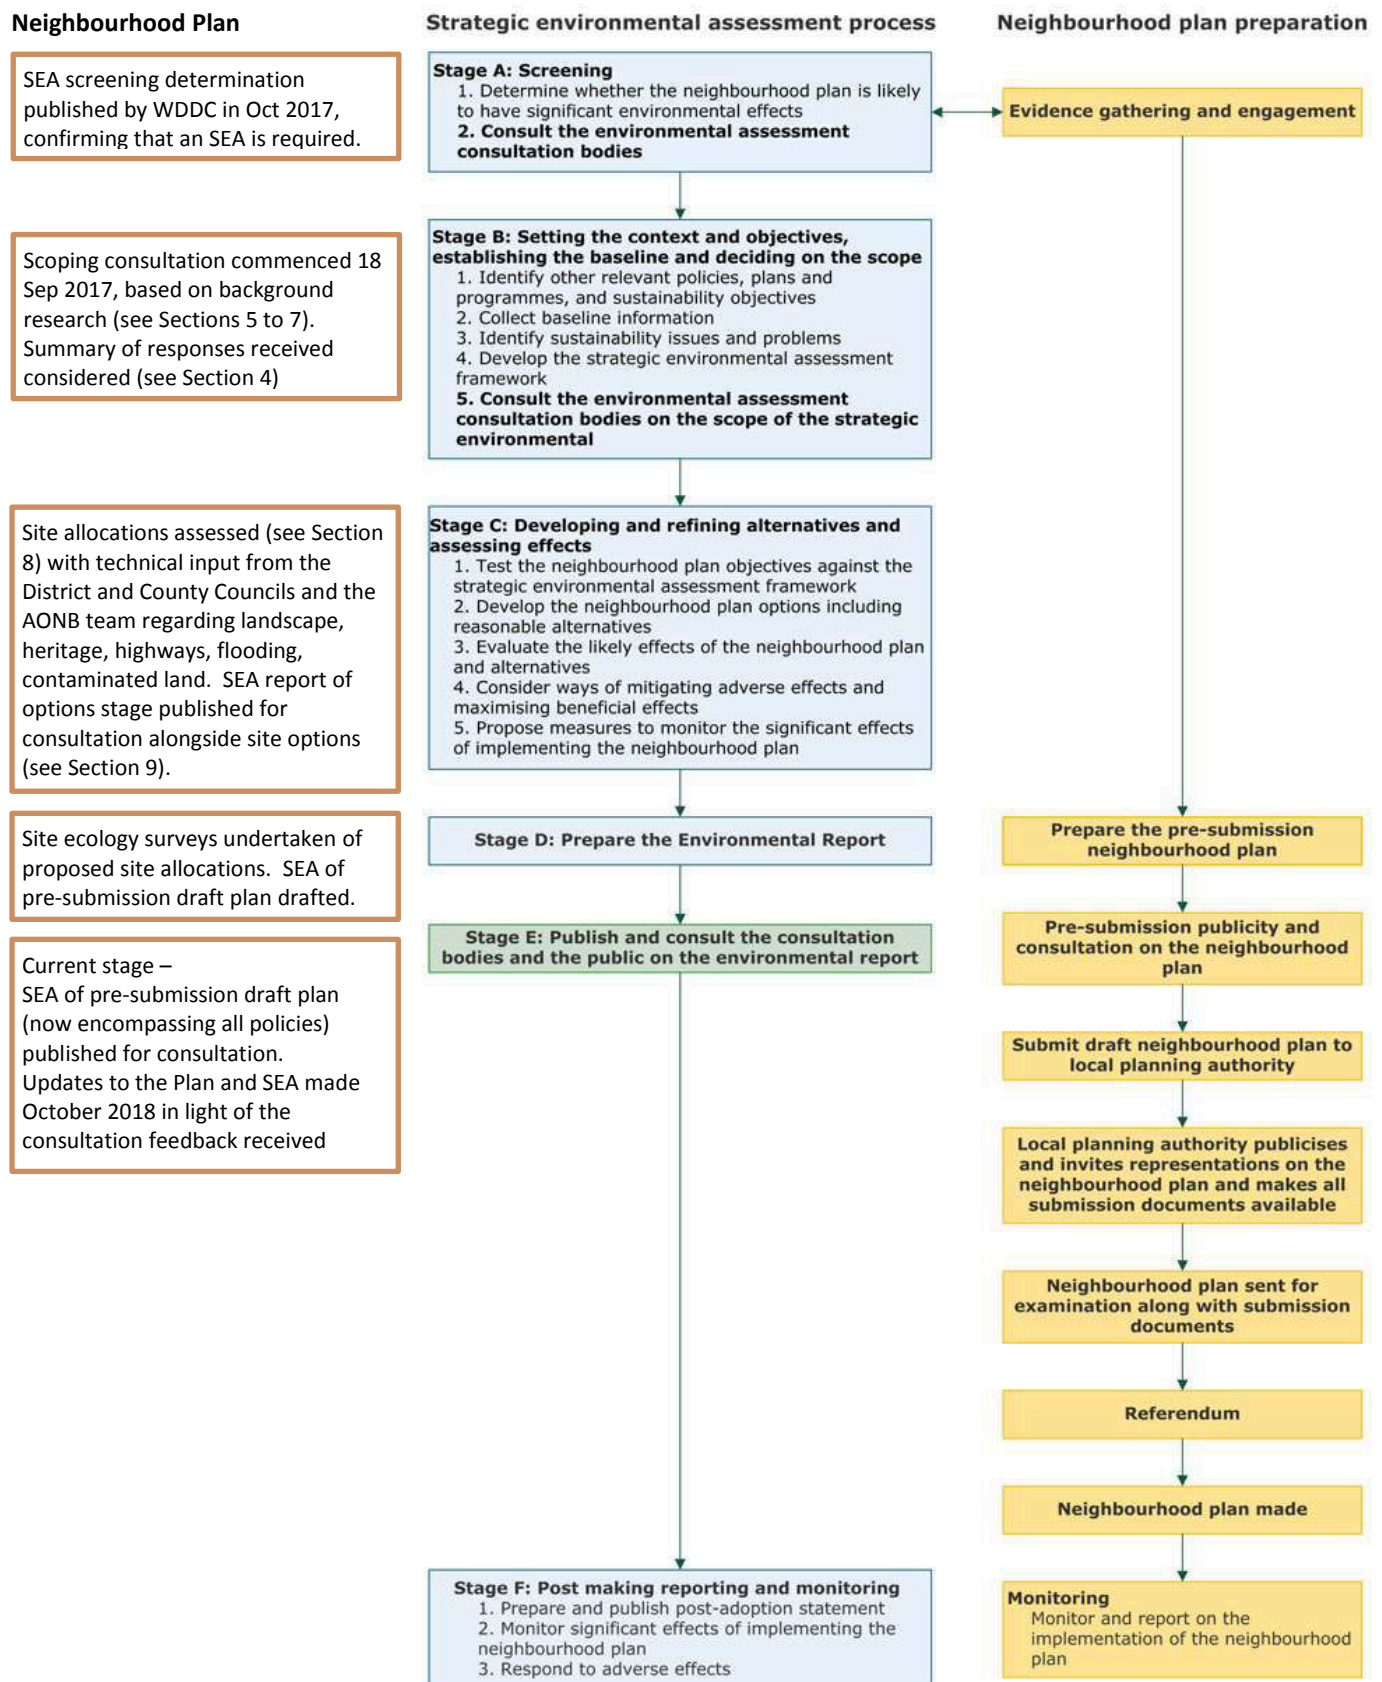 Neighbourhood Plan
SEA screening determination
published by WDDC in Oct 2017,
confirming that an SEA is required.
Scoping consultation commenced 18
Sep 2017, based on background
research (see Sections 5 to 7).
Summary of responses received
considered (see Section 4)
Site allocations assessed (see Section
8) with technical input from the
District and County Councils and the
AONB team regarding landscape,
heritage, highways, flooding,
contaminated land.  SEA report of
options stage published for
consultation alongside site options
(see Section 9).
Site ecology surveys undertaken of
proposed site allocations.  SEA of
pre-submission draft plan drafted.
Current stage –
SEA of pre-submission draft plan
(now encompassing all policies)
published for consultation.
Updates to the Plan and SEA made
October 2018 in light of the
consultation feedback received
Strategic environmental assessment process
Stage A: Screening
1. Determine whether the neighbourhood plan is likely
to have significant environmental effects
2. Consult the environmental assessment
consultation bodies
Stage B: Setting the context and objectives,
establishing the baseline and deciding on the scope
1. Identify other relevant policies, plans and
programmes, and sustainability objectives
2. Collect baseline information
3. Identify sustainability issues and problems
4. Develop the strategic environmental assessment
framework
5. Consult the environmental assessment
consultation bodies on the scope of the strategic
environmental
Stage C: Developing and refining alternatives and
assessing effects
1. Test the neighbourhood plan objectives against the
strategic environmental assessment framework
2. Develop the neighbourhood plan options including
reasonable alternatives
3. Evaluate the likely effects of the neighbourhood plan
and alternatives
4. Consider ways of mitigating adverse effects and
maximising beneficial effects
5. Propose measures to monitor the significant effects
of implementing the neighbourhood plan
Stage D: Prepare the Environmental Report
Stage E: Publish and consult the consultation
bodies and the public on the environmental report
Stage F: Post making reporting and monitoring
1. Prepare and publish post-adoption statement
2. Monitor significant effects of implementing the
neighbourhood plan
3. Respond to adverse effects
Neighbourhood plan preparation
Evidence gathering and engagement
Prepare the pre-submission
neighbourhood plan
Pre-submission publicity and
consultation on the neighbourhood
plan
Submit draft neighbourhood plan to
local planning authority
Local planning authority publicises
and invites representations on the
neighbourhood plan and makes all
submission documents available
Neighbourhood plan sent for
examination along with submission
documents
Referendum
Neighbourhood plan made
Monitoring
Monitor and report on the
implementation of the neighbourhood
plan